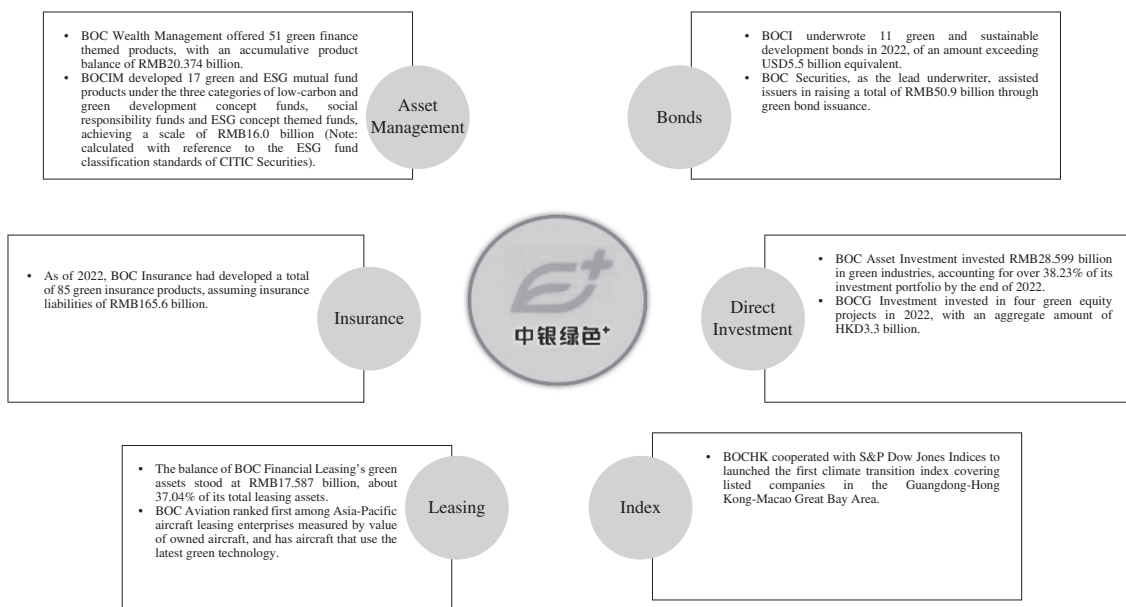 • BOC Wealth Management offered 51 green finance
themed products, with an accumulative product
balance of RMB20.374 billion.
• BOCIM developed 17 green and ESG mutual fund
products under the three categories of low-carbon and
green development concept funds, social
responsibility funds and ESG concept themed funds,
achieving a scale of RMB16.0 billion (Note:
calculated with reference to the ESG fund
classification standards of CITIC Securities).
Asset
Management
• BOCI underwrote 11 green and sustainable
development bonds in 2022, of an amount exceeding
USD5.5 billion equivalent.
• BOC Securities, as the lead underwriter, assisted
issuers in raising a total of RMB50.9 billion through
green bond issuance.
Bonds
• As of 2022, BOC Insurance had developed a total
of 85 green insurance products, assuming insurance
liabilities of RMB165.6 billion.
Insurance
中银绿色+
• BOC Asset Investment invested RMB28.599 billion
in green industries, accounting for over 38.23% of its
investment portfolio by the end of 2022.
• BOCG Investment invested in four green equity
projects in 2022, with an aggregate amount of
HKD3.3 billion.
Direct
Investment
• The balance of BOC Financial Leasing’s green
assets stood at RMB17.587 billion, about
37.04% of its total leasing assets.
• BOC Aviation ranked first among Asia-Pacific
aircraft leasing enterprises measured by value
of owned aircraft, and has aircraft that use the
latest green technology.
Leasing
• BOCHK cooperated with S&P Dow Jones Indices to
launched the first climate transition index covering
listed companies in the Guangdong-Hong
Kong-Macao Great Bay Area.
Index